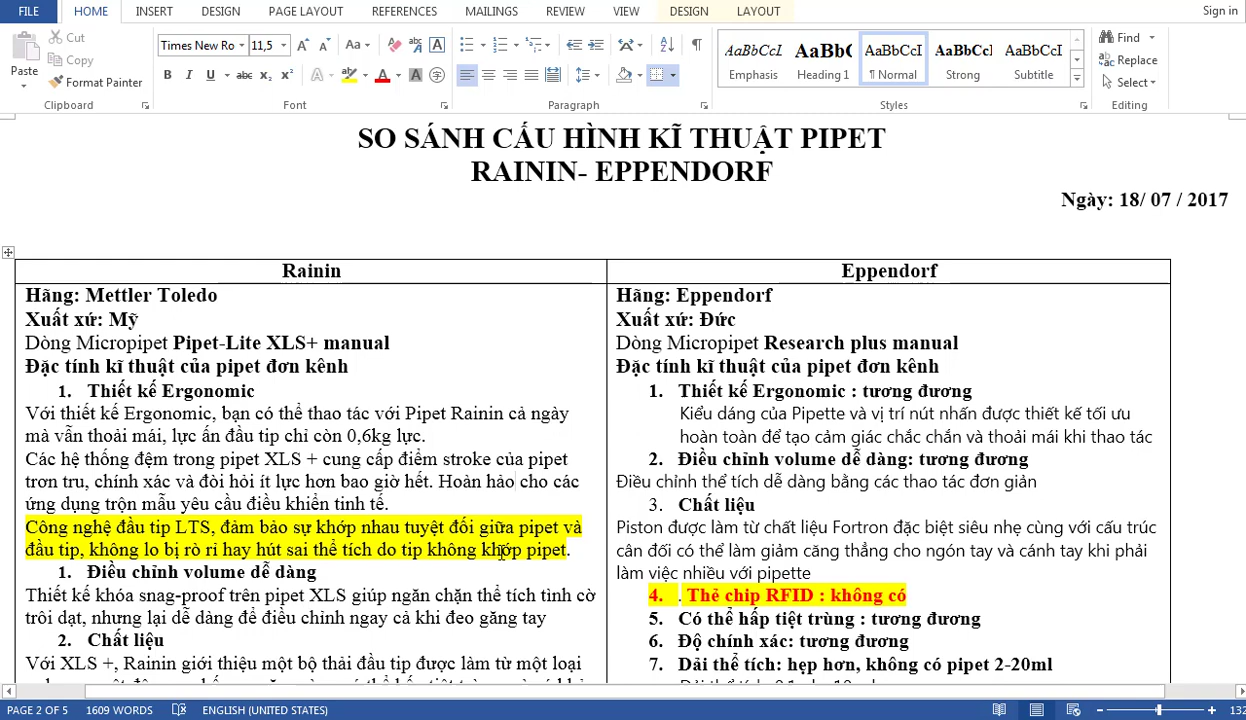 FILE HOME INSERT DESIGN PAGE LAYOUT REFERENCES MAILINGS REVIEW VIEW DESIGN LAYOUT Sign in
Paste
Cut
Copy
Format Painter
Clipboard
Times New Ro 11,5
Font
Paragraph
AaBbCcL AaBbC AaBbCcI AaBbCcl AaBbCcI
Emphasis Heading 1 ¶ Normal Strong Subtitle
Styles
Find
Replace
Select
Editing
SO SÁNH CẤU HÌNH KĨ THUẬT PIPET
RAININ- EPPENDORF
Ngày: 18/ 07 / 2017
Rainin
Hãng: Mettler Toledo
Xuất xứ: Mỹ
Dòng Micropipet Pipet-Lite XLS+ manual
Đặc tính kĩ thuật của pipet đơn kênh
1. Thiết kế Ergonomic
Với thiết kế Ergonomic, bạn có thể thao tác với Pipet Rainin cả ngày
mà vẫn thoải mái, lực ấn đầu tip chỉ còn 0,6kg lực.
Các hệ thống đệm trong pipet XLS + cung cấp điểm stroke của pipet
trơn tru, chính xác và đòi hỏi ít lực hơn bao giờ hết. Hoàn hảo cho các
ứng dụng trộn mẫu yêu cầu điều khiển tinh tế.
Công nghệ đầu tip LTS, đảm bảo sự khớp nhau tuyệt đối giữa pipet và
đầu tip, không lo bị rò rỉ hay hút sai thể tích do tip không khớp pipet.
1. Điều chỉnh volume dễ dàng
Thiết kế khóa snag-proof trên pipet XLS giúp ngăn chặn thể tích tình cờ
trôi dạt, nhưng lại dễ dàng để điều chỉnh ngay cả khi đeo găng tay
2. Chất liệu
Với XLS +, Rainin giới thiệu một bộ thải đầu tip được làm từ một loại
Eppendorf
Hãng: Eppendorf
Xuất xứ: Đức
Dòng Micropipet Research plus manual
Đặc tính kĩ thuật của pipet đơn kênh
1. Thiết kế Ergonomic : tương đương
Kiểu dáng của Pipette và vị trí nút nhấn được thiết kế tối ưu
hoàn toàn để tạo cảm giác chắc chắn và thoải mái khi thao tác
2. Điều chỉnh volume dễ dàng: tương đương
Điều chỉnh thể tích dễ dàng bằng các thao tác đơn giản
3. Chất liệu
Piston được làm từ chất liệu Fortron đặc biệt siêu nhẹ cùng với cấu trúc
cân đối có thể làm giảm căng thẳng cho ngón tay và cánh tay khi phải
làm việc nhiều với pipette
4. . Thẻ chip RFID : không có
5. Có thể hấp tiệt trùng : tương đương
6. Độ chính xác: tương đương
7. Dải thể tích: hẹp hơn, không có pipet 2-20ml
PAGE 2 OF 5 1609 WORDS ENGLISH (UNITED STATES)